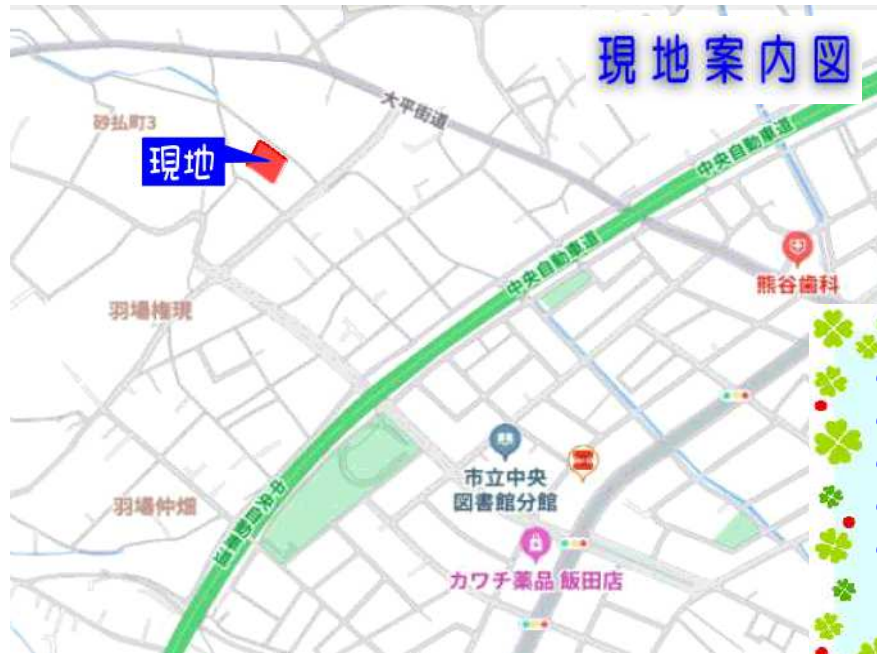 現地案内図
大平街道
砂払町3
現地
中央自動車道
熊谷歯科
中央自動車道
羽場権現
市立中央
図書館分館
羽場仲畑
中央自動車道
カワチ薬品 飯田店